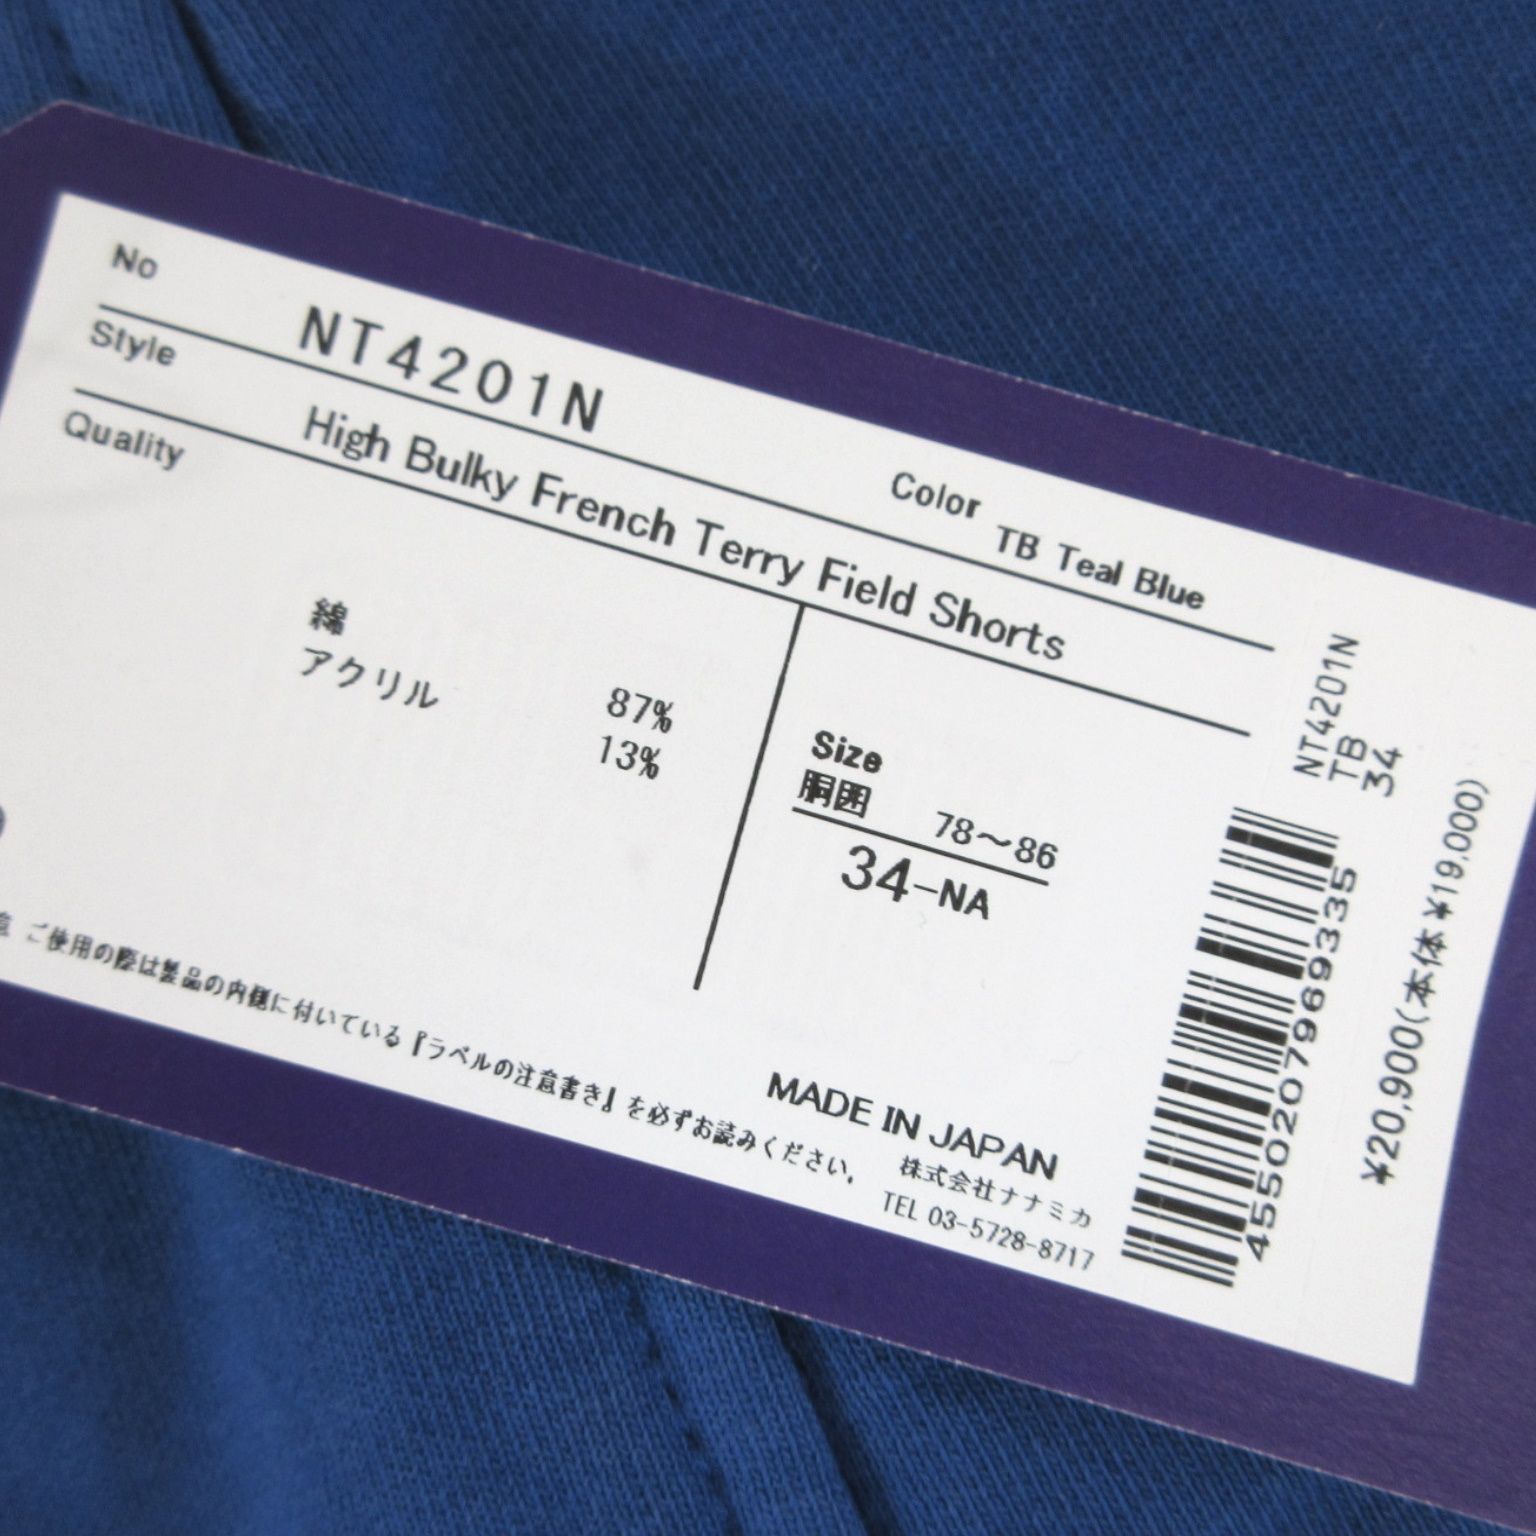 No NT4201N
Color TB Teal Blue
Style High Bulky French Terry Field Shorts
Quality
綿 87%
アクリル 13%
Size
胴囲 78〜86
34-NA
ご使用の際は製品の内側に付いている『ラベルの注意書き』を必ずお読みください。
MADE IN JAPAN
株式会社ナナミカ
TEL 03-5728-8717
NT4201N
TB
34
4550207969335
¥20,900(本体¥19,000)